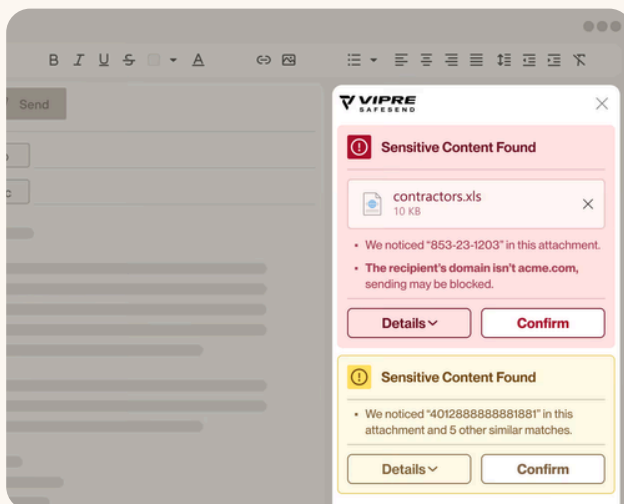 B I U S A
Send
c
VIPRE
SAFESEND
Sensitive Content Found
contractors.xls
10 KB
• We noticed “853-23-1203” in this attachment.
• The recipient's domain isn't acme.com,
sending may be blocked.
Details
Confirm
Sensitive Content Found
• We noticed “4012888888881881” in this
attachment and 5 other similar matches.
Details
Confirm